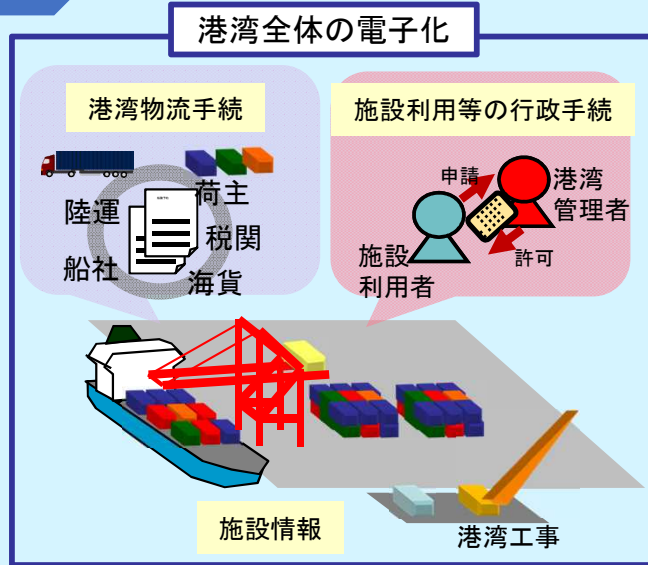 港湾全体の電子化
港湾物流手続
陸運
荷主
税関
船社
海貨
施設利用等の行政手続
申請
港湾
管理者
施設
利用者
許可
施設情報
港湾工事